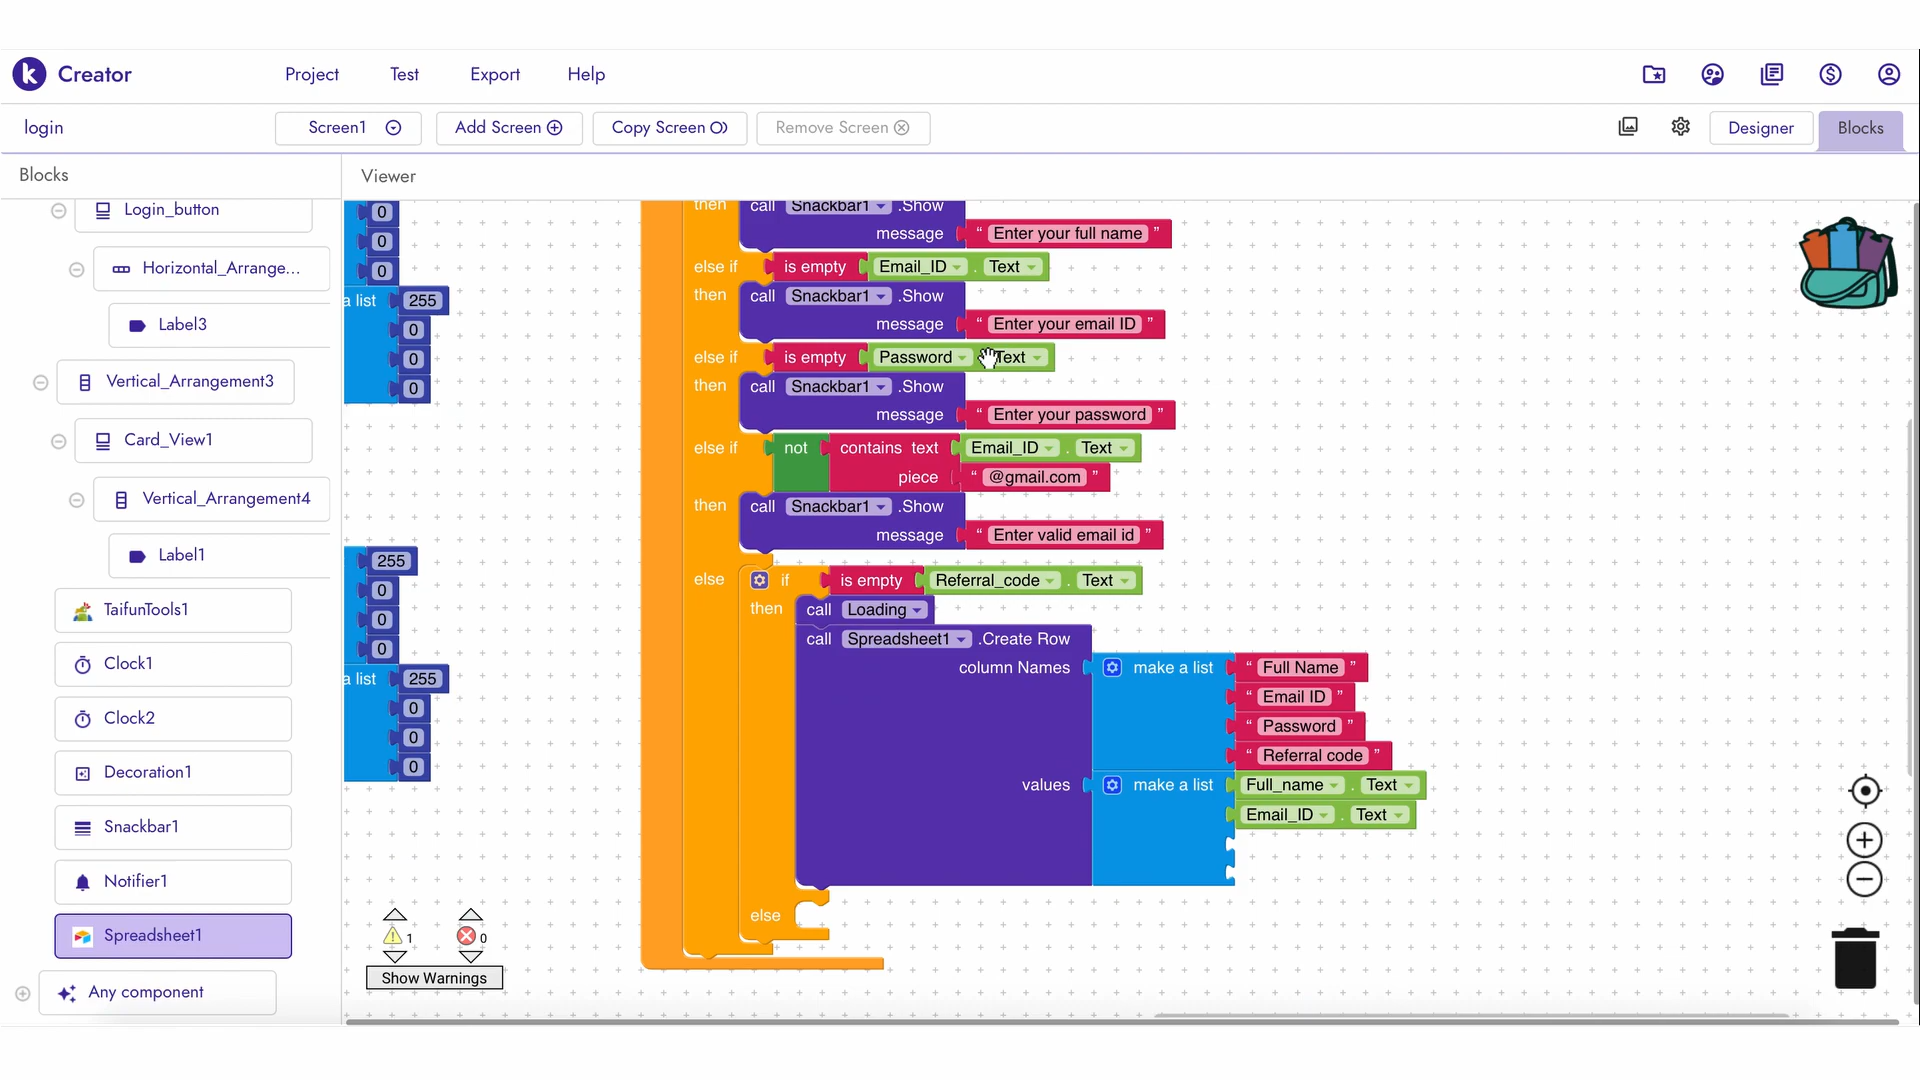 Creator
Project
Test
Export
Help
login
Screen1
Add Screen
Copy Screen
Remove Screen
Designer
Blocks
Blocks
Viewer
Login_button
Horizontal_Arrange...
Label3
Vertical_Arrangement3
Card_View1
Vertical_Arrangement4
Label1
TaifunTools1
Clock1
Clock2
Decoration1
Snackbar1
Notifier1
Spreadsheet1
Any component
0
0
0
a list 255
0
0
0
255
0
0
0
a list 255
0
0
0
then call Snackbar1 .Show
message “ Enter your full name ”
else if is empty Email_ID . Text
then call Snackbar1 .Show
message “ Enter your email ID ”
else if is empty Password Text
then call Snackbar1 .Show
message “ Enter your password ”
else if not contains text Email_ID . Text
piece “ @gmail.com ”
then call Snackbar1 .Show
message “ Enter valid email id ”
else if is empty Referral_code . Text
then call Loading
call Spreadsheet1 .Create Row
column Names make a list “ Full Name ”
“ Email ID ”
“ Password ”
“ Referral code ”
values make a list Full_name . Text
Email_ID . Text
else
1 0
Show Warnings